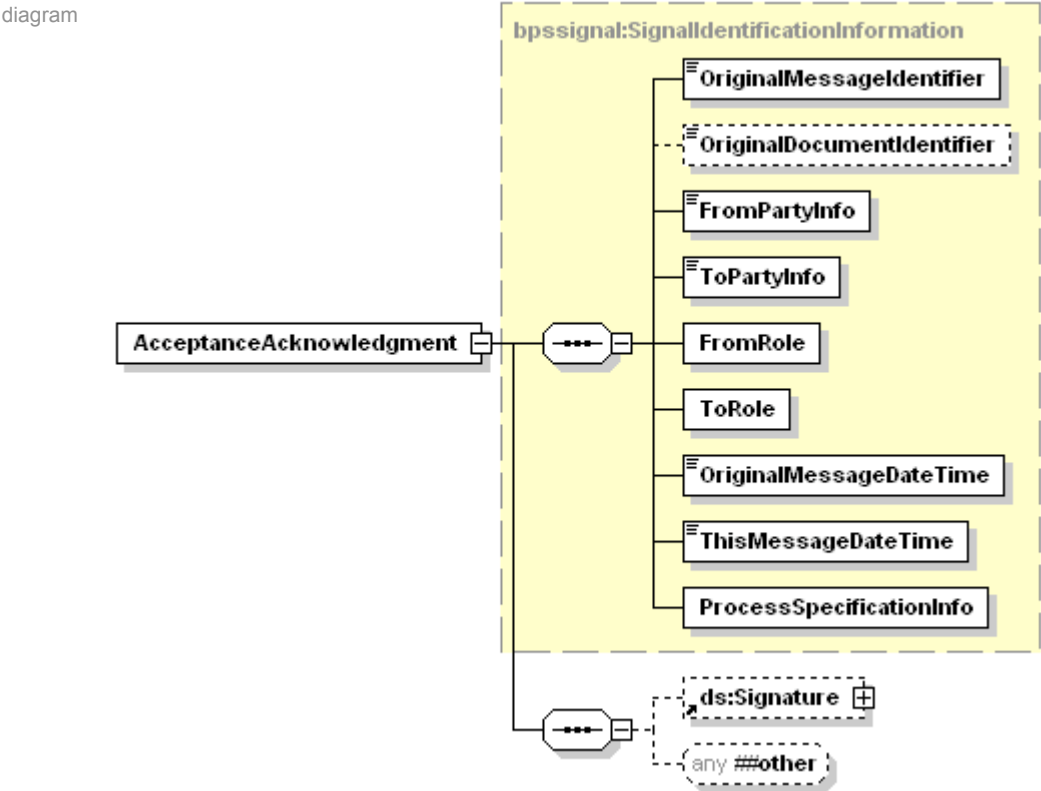 diagram
bpssignal:SignalIdentificationInformation
OriginalMessageIdentifier
OriginalDocumentIdentifier
FromPartyInfo
ToPartyInfo
AcceptanceAcknowledgment
FromRole
ToRole
OriginalMessageDateTime
ThisMessageDateTime
ProcessSpecificationInfo
ds:Signature
any ##other